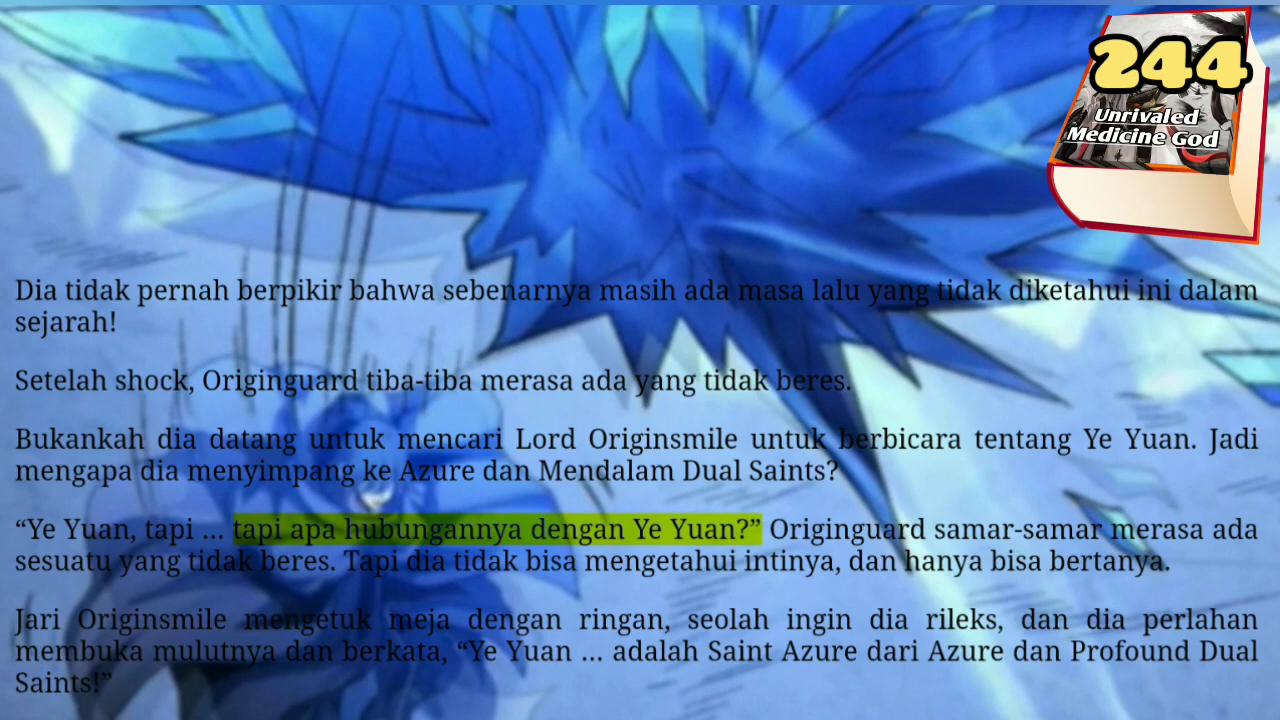 244
Unrivaled
Medicine God
Dia tidak pernah berpikir bahwa sebenarnya masih ada masa lalu yang tidak diketahui ini dalam
sejarah!
Setelah shock, Originguard tiba-tiba merasa ada yang tidak beres.
Bukankah dia datang untuk mencari Lord Originsmile untuk berbicara tentang Ye Yuan. Jadi
mengapa dia menyimpang ke Azure dan Mendalam Dual Saints?
“Ye Yuan, tapi ... tapi apa hubungannya dengan Ye Yuan?” Originguard samar-samar merasa ada
sesuatu yang tidak beres. Tapi dia tidak bisa mengetahui intinya, dan hanya bisa bertanya.
Jari Originsmile mengetuk meja dengan ringan, seolah ingin dia rileks, dan dia perlahan
membuka mulutnya dan berkata, “Ye Yuan ... adalah Saint Azure dari Azure dan Profound Dual
Saints!”